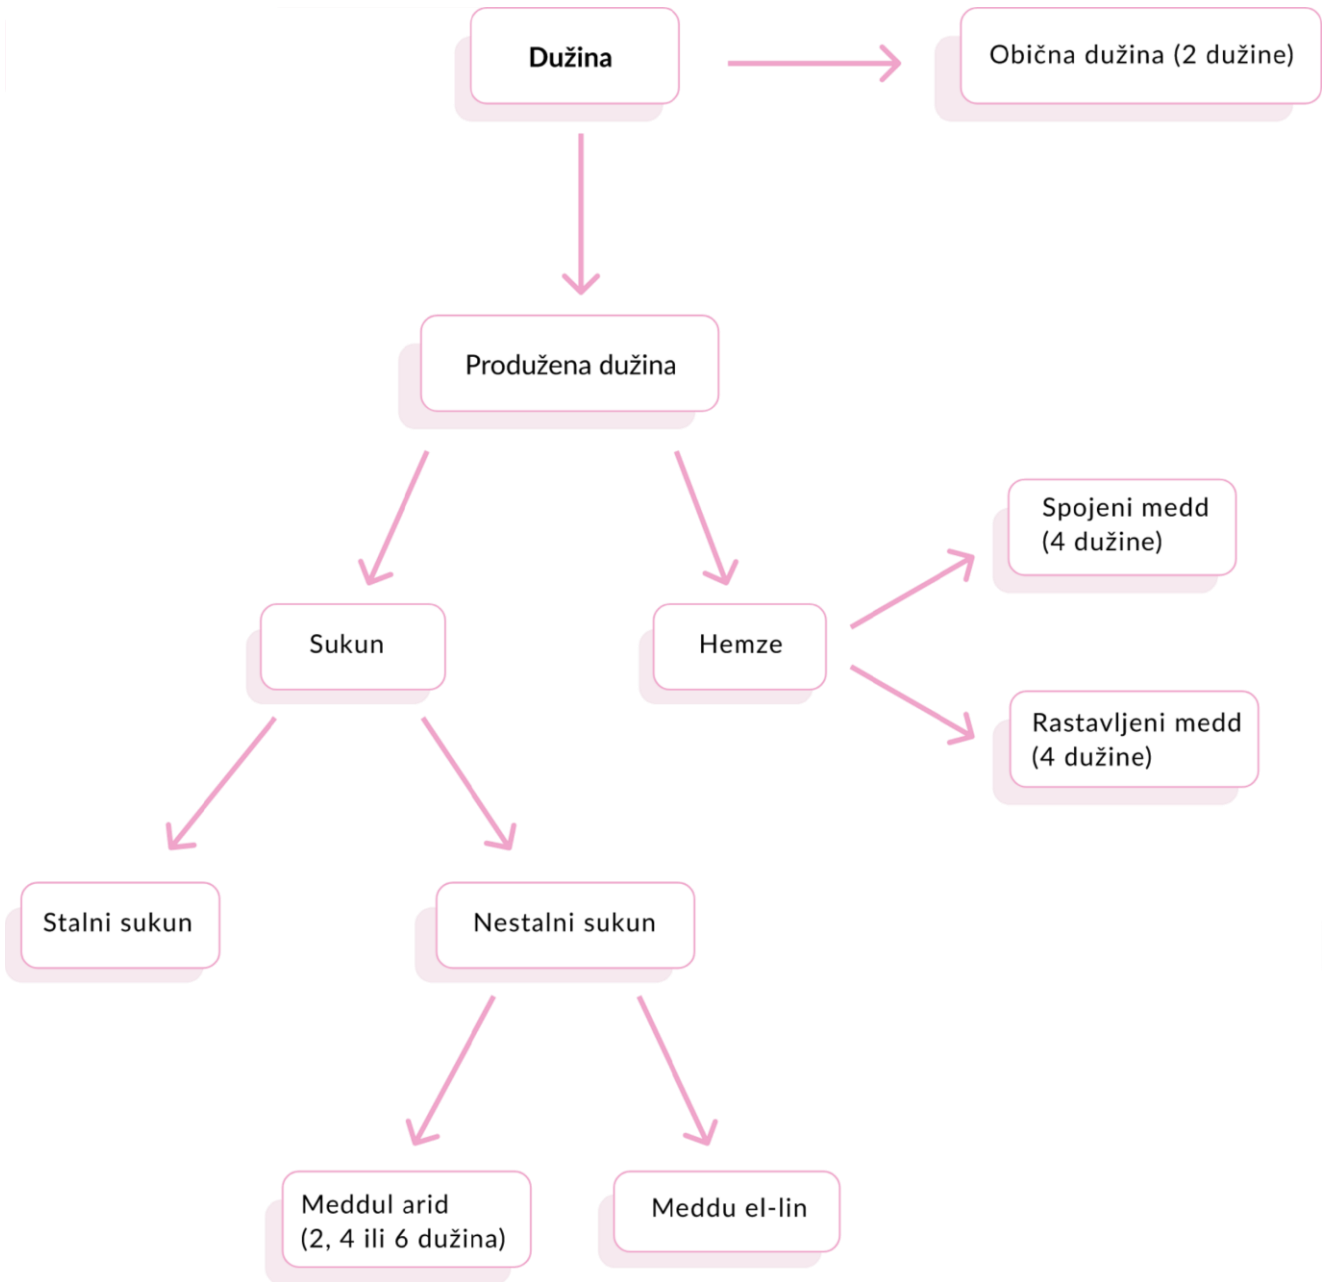 Dužina
Obična dužina (2 dužine)
Produžena dužina
Sukun
Hemze
Spojeni medd
(4 dužine)
Rastavljeni medd
(4 dužine)
Stalni sukun
Nestalni sukun
Meddul arid
(2, 4 ili 6 dužina)
Meddu el-lin